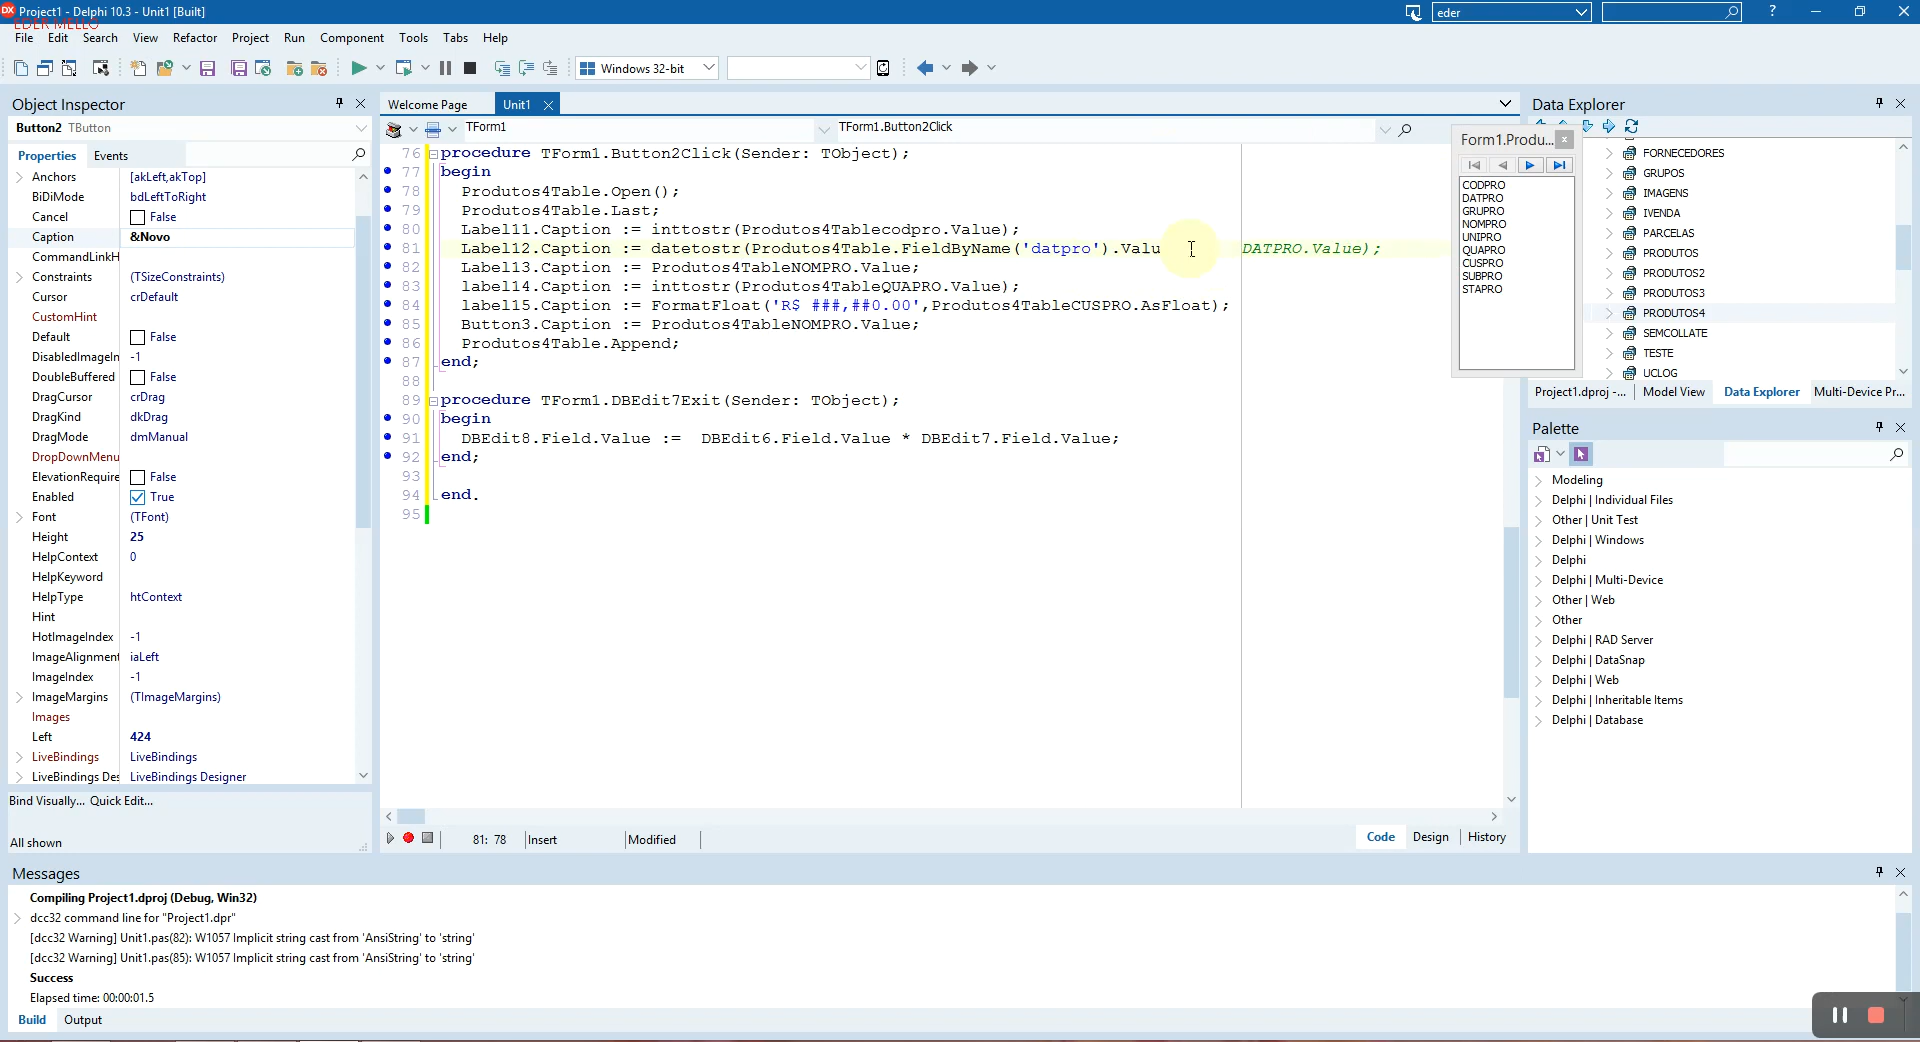 Project1 - Delphi 10.3 - Unit1 [Built]
eder
EDER MELLO
File Edit Search View Refactor Project Run Component Tools Tabs Help
Windows 32-bit
Object Inspector
Button2 TButton
Properties Events
Anchors [akLeft,akTop]
BiDiMode bdLeftToRight
Cancel False
Caption &Novo
CommandLinkH
Constraints (TSizeConstraints)
Cursor crDefault
CustomHint
Default False
DisabledImageIn -1
DoubleBuffered False
DragCursor crDrag
DragKind dkDrag
DragMode dmManual
DropDownMenu
ElevationRequire False
Enabled True
Font (TFont)
Height 25
HelpContext 0
HelpKeyword
HelpType htContext
Hint
HotImageIndex -1
ImageAlignment iaLeft
ImageIndex -1
ImageMargins (TImageMargins)
Images
Left 424
LiveBindings LiveBindings
LiveBindings Des LiveBindings Designer
Bind Visually... Quick Edit...
All shown
Welcome Page Unit1
TForm1 TForm1.Button2Click
76 procedure TForm1.Button2Click(Sender: TObject);
77 begin
78 Produtos4Table.Open();
79 Produtos4Table.Last;
80 Label11.Caption := inttostr(Produtos4Tablecodpro.Value);
81 Label12.Caption := datetostr(Produtos4Table.FieldByName('datpro').Valu DATPRO.Value);
82 Label13.Caption := Produtos4TableNOMPRO.Value;
83 label14.Caption := inttostr(Produtos4TableQUAPRO.Value);
84 label15.Caption := FormatFloat('R$ ###,##0.00',Produtos4TableCUSPRO.AsFloat);
85 Button3.Caption := Produtos4TableNOMPRO.Value;
86 Produtos4Table.Append;
87 end;
88
89 procedure TForm1.DBEdit7Exit(Sender: TObject);
90 begin
91 DBEdit8.Field.Value := DBEdit6.Field.Value * DBEdit7.Field.Value;
92 end;
93
94 end.
95
81: 78 Insert Modified
Code Design History
Form1.Produ...
CODPRO
DATPRO
GRUPRO
NOMPRO
UNIPRO
QUAPRO
CUSPRO
SUBPRO
STAPRO
Data Explorer
FORNECEDORES
GRUPOS
IMAGENS
IVENDA
PARCELAS
PRODUTOS
PRODUTOS2
PRODUTOS3
PRODUTOS4
SEMCOLLATE
TESTE
UCLOG
Project1.dproj -... Model View Data Explorer Multi-Device Pr...
Palette
Modeling
Delphi | Individual Files
Other | Unit Test
Delphi | Windows
Delphi
Delphi | Multi-Device
Other | Web
Other
Delphi | RAD Server
Delphi | DataSnap
Delphi | Web
Delphi | Inheritable Items
Delphi | Database
Messages
Compiling Project1.dproj (Debug, Win32)
dcc32 command line for "Project1.dpr"
[dcc32 Warning] Unit1.pas(82): W1057 Implicit string cast from 'AnsiString' to 'string'
[dcc32 Warning] Unit1.pas(85): W1057 Implicit string cast from 'AnsiString' to 'string'
Success
Elapsed time: 00:00:01.5
Build Output